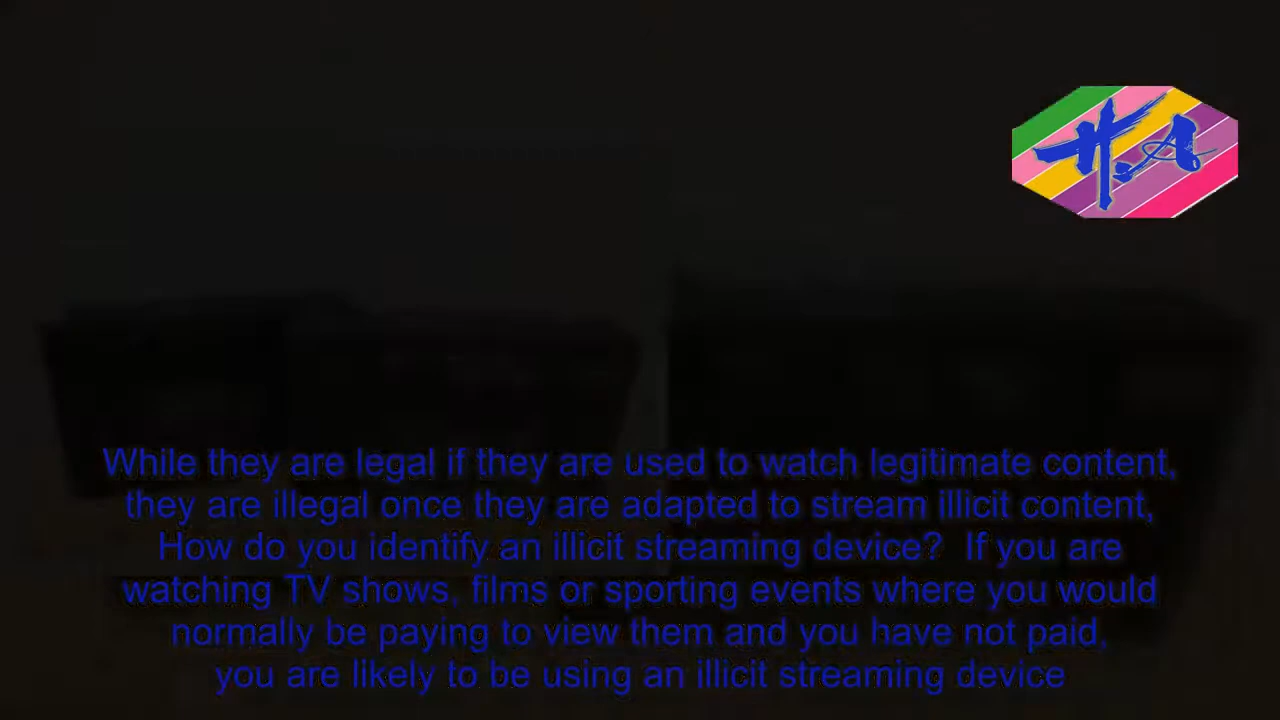 H.A
While they are legal if they are used to watch legitimate content,
they are illegal once they are adapted to stream illicit content,
How do you identify an illicit streaming device?  If you are
watching TV shows, films or sporting events where you would
normally be paying to view them and you have not paid,
you are likely to be using an illicit streaming device